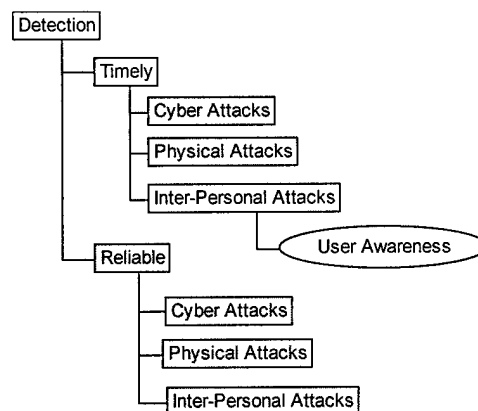 Detection
Timely
Cyber Attacks
Physical Attacks
Inter-Personal Attacks
User Awareness
Reliable
Cyber Attacks
Physical Attacks
Inter-Personal Attacks